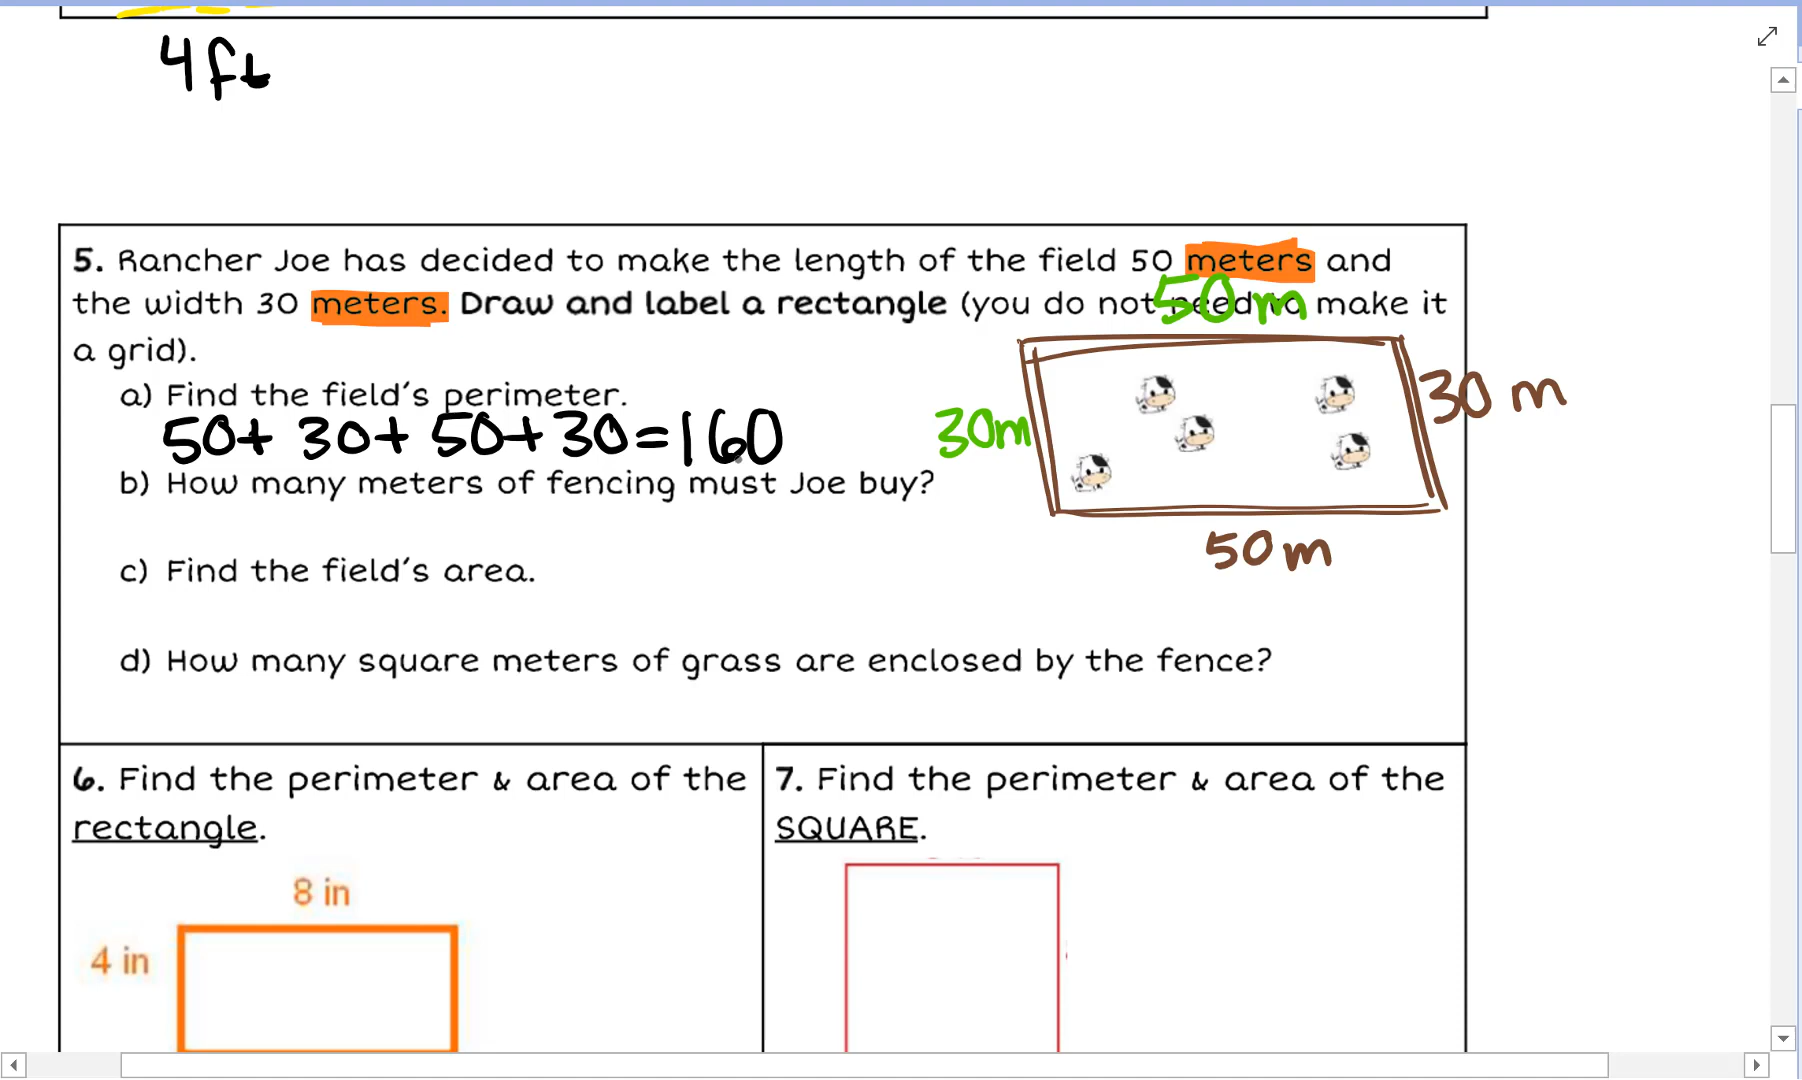 4ft
5. Rancher Joe has decided to make the length of the field 50 meters and
the width 30 meters. Draw and label a rectangle (you do not need to make it
a grid).
50m
a) Find the field's perimeter.
50+ 30+ 50+30=160
30m
30 m
b) How many meters of fencing must Joe buy?
50m
c) Find the field's area.
d) How many square meters of grass are enclosed by the fence?
6. Find the perimeter & area of the
rectangle.
8 in
4 in
7. Find the perimeter & area of the
SQUARE.